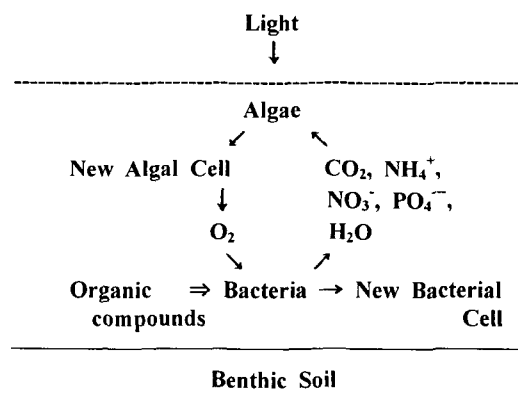 Light
↓
Algae
↙ ↖
New Algal Cell CO₂, NH₄⁺,
↓ NO₃⁻, PO₄⁻⁻⁻,
O₂ H₂O
↘ ↗
Organic ⇒ Bacteria → New Bacterial
compounds Cell
Benthic Soil